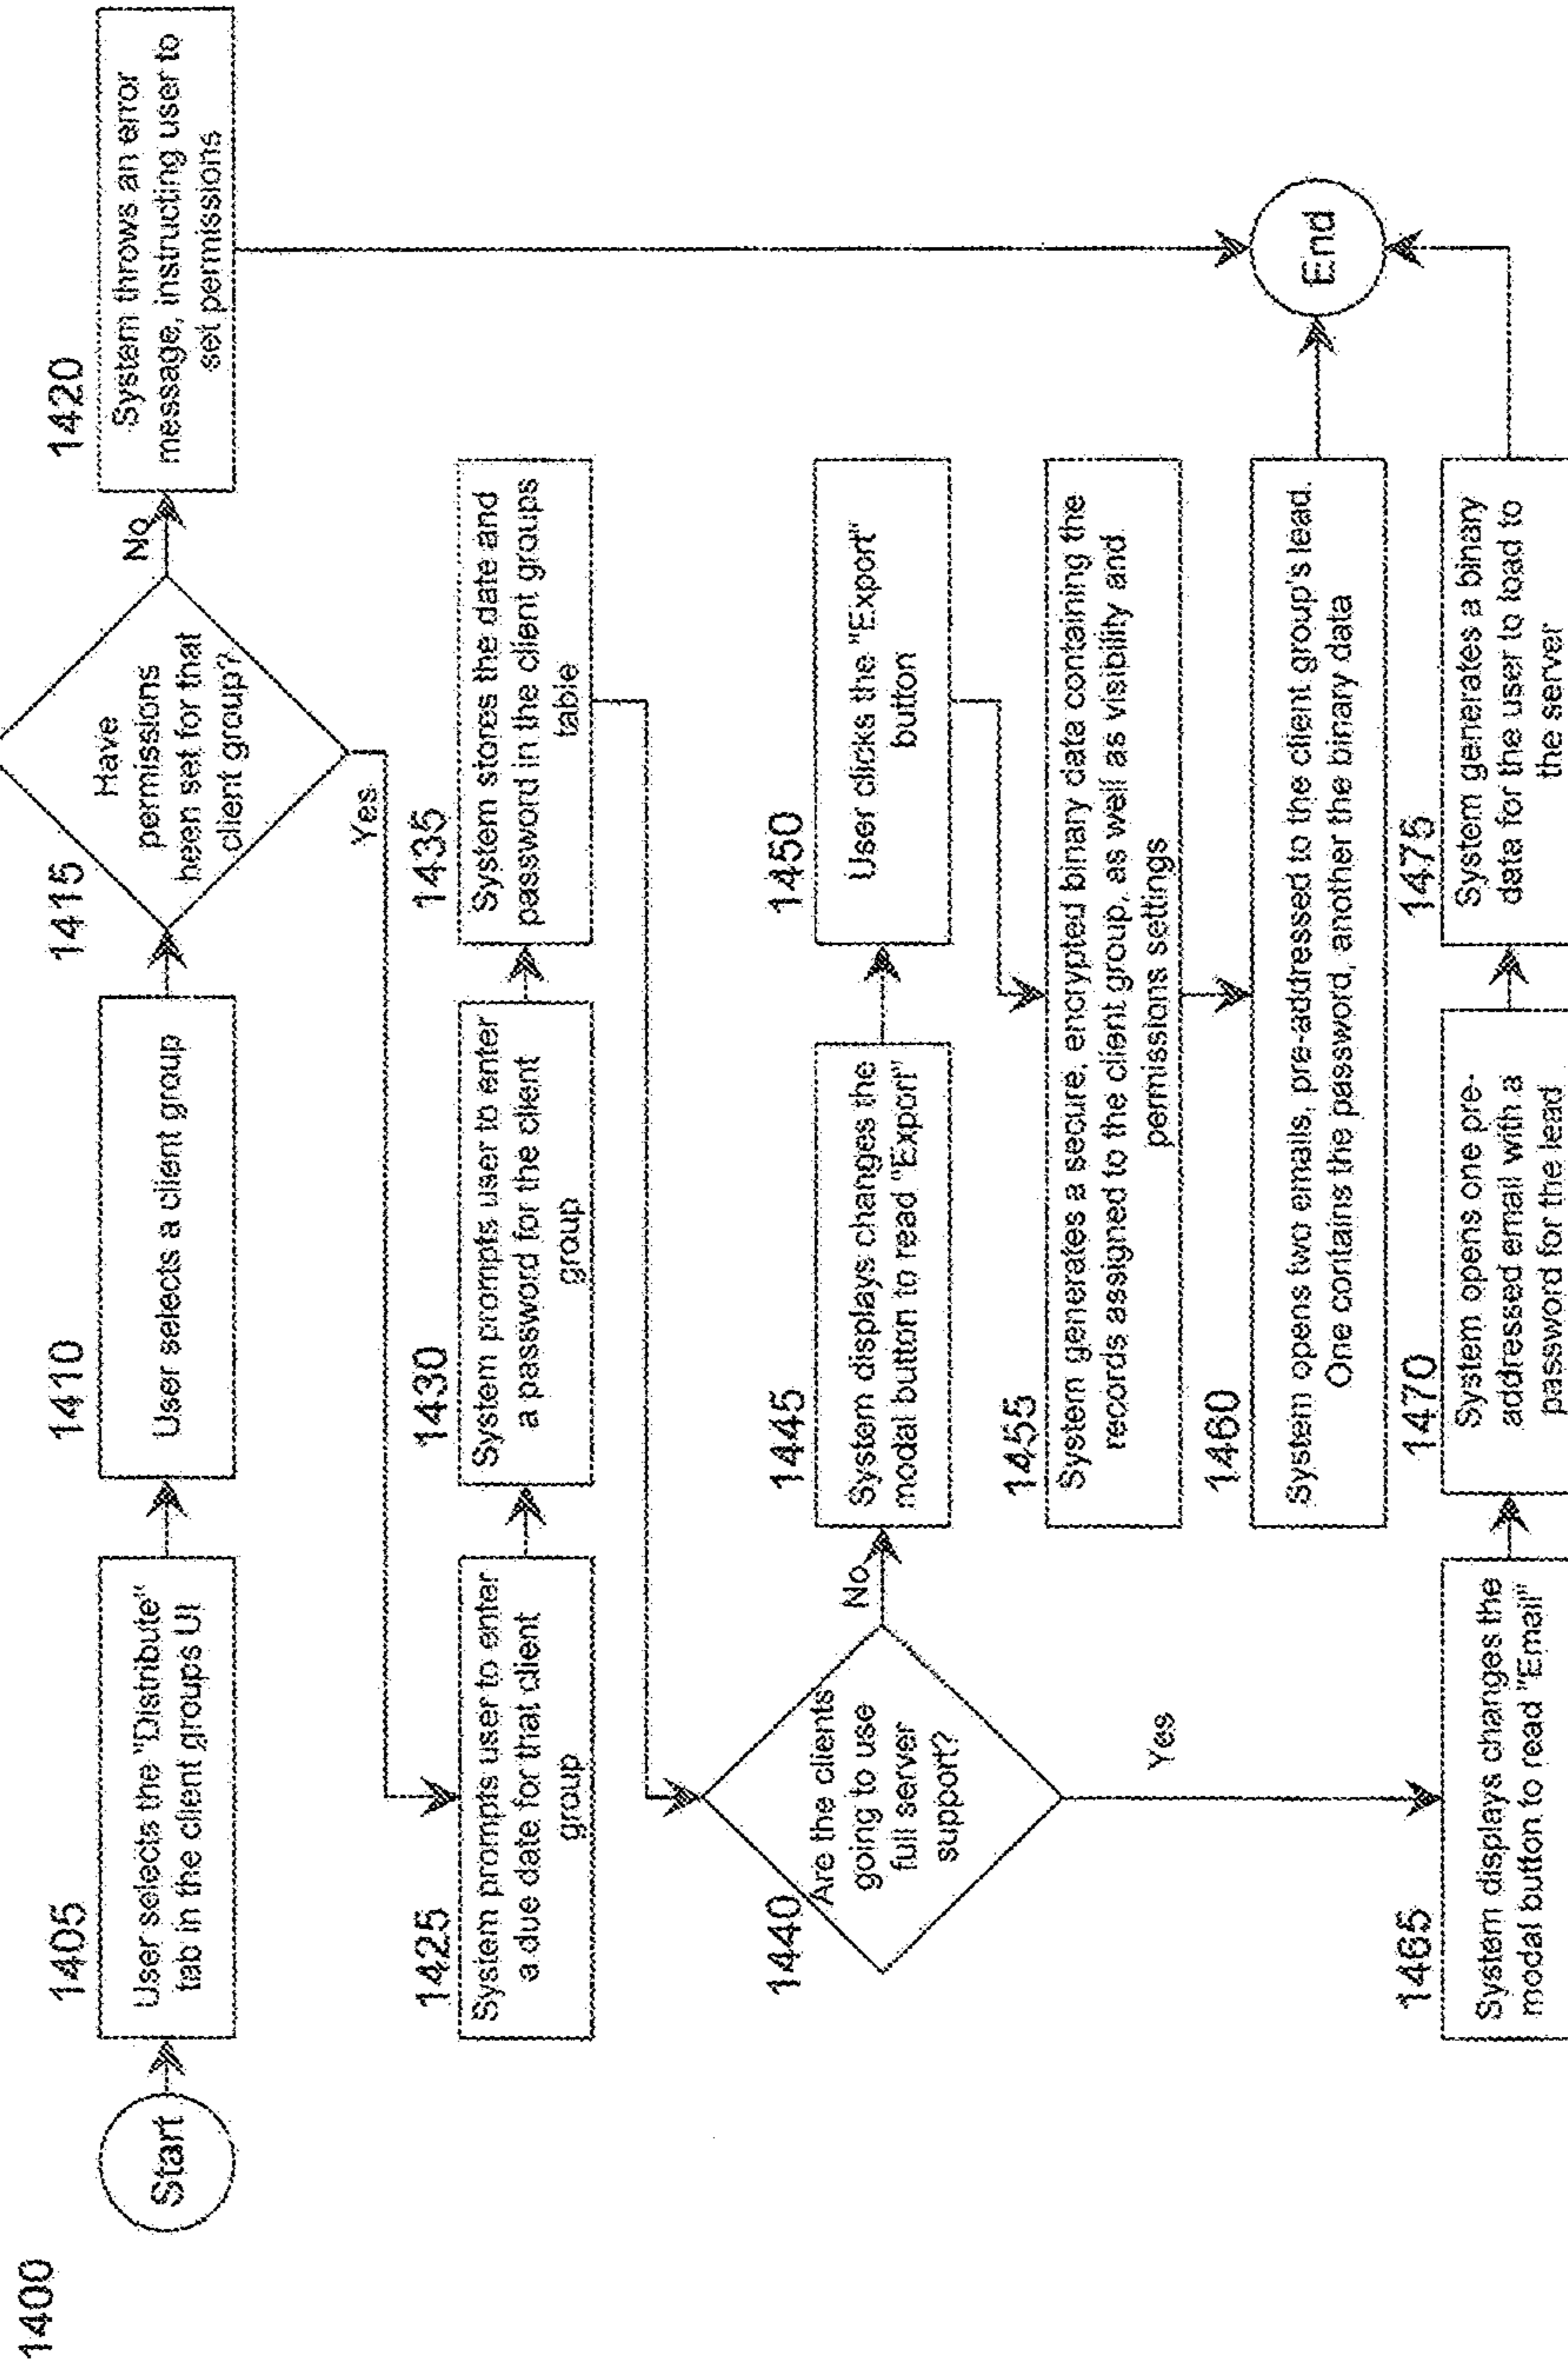 1400
Start
1405
User selects the "Distribute"
tab in the client groups UI
1410
User selects a client group
1415
Have
permissions
been set for that
client group?
No
1420
System throws an error
message, instructing user to
set permissions
Yes
1425
System prompts user to enter
a due date for that client
group
1430
System prompts user to enter
a password for the client
group
1435
System stores the date and
password in the client groups
table
1440
Are the clients
going to use
full server
support?
No
1445
System displays changes the
modal button to read "Export"
1450
User clicks the "Export"
button
1455
System generates a secure, encrypted binary data containing the
records assigned to the client group, as well as visibility and
permissions settings
1460
System opens two emails, pre-addressed to the client group's lead.
One contains the password, another the binary data
End
Yes
1465
System displays changes the
modal button to read "Email"
1470
System opens one pre-
addressed email with a
password for the lead
1475
System generates a binary
data for the user to load to
the server